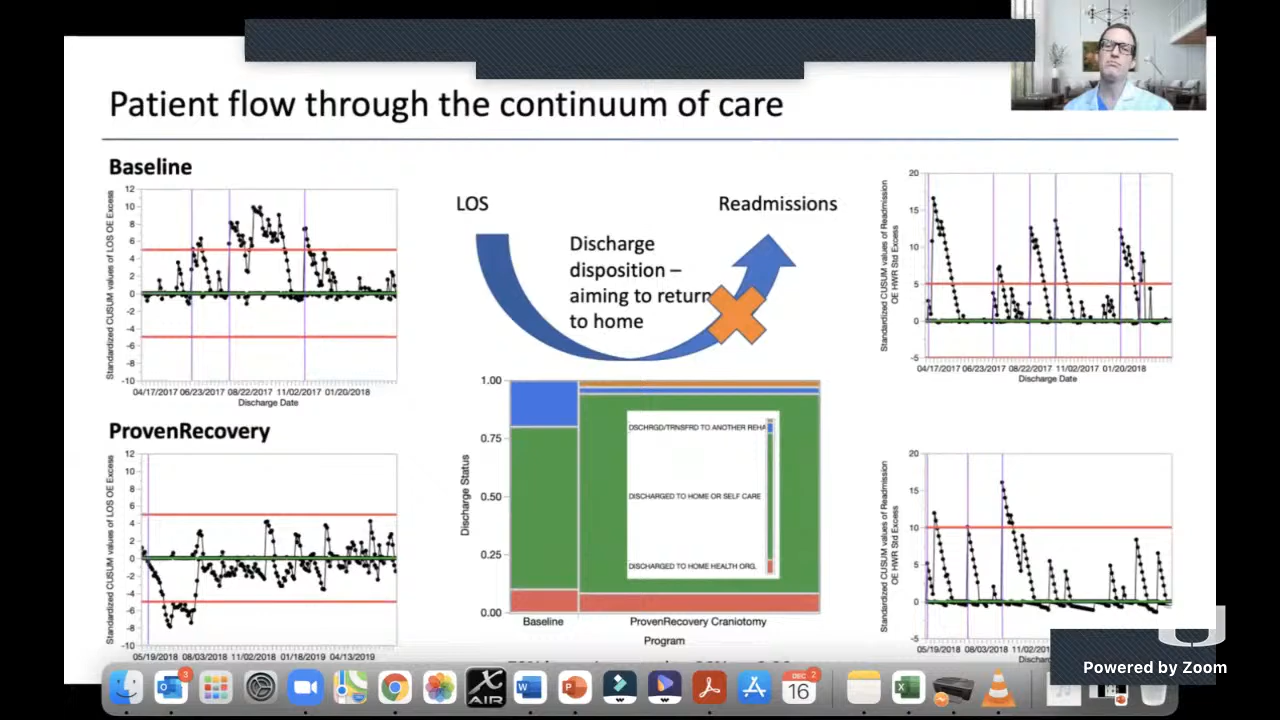 Patient flow through the continuum of care
Baseline
Standardized CUSUM values of LOS OE Excess
12
10
8
6
4
2
0
-2
-4
-6
-8
-10
04/17/2017 06/23/2017 08/22/2017 11/02/2017 01/20/2018
Discharge Date
LOS
Readmissions
Discharge
disposition –
aiming to return
to home
Standardized CUSUM values of Readmission
OE HWR Std Excess
20
15
10
5
0
-5
04/17/2017 06/23/2017 08/22/2017 11/02/2017 01/20/2018
Discharge Date
ProvenRecovery
Standardized CUSUM values of LOS OE Excess
12
10
8
6
4
2
0
-2
-4
-6
-8
-10
05/19/2018 08/03/2018 11/02/2018 01/18/2019 04/13/2019
Discharge Status
1.00
0.75
0.50
0.25
0.00
DSCHRGD/TRNSFRD TO ANOTHER REHA
DISCHARGED TO HOME OR SELF CARE
DISCHARGED TO HOME HEALTH ORG.
Baseline
ProvenRecovery Craniotomy
Program
Standardized CUSUM values of Readmission
OE HWR Std Excess
20
15
10
5
0
-5
05/19/2018 08/03/2018
DEC
16
2
3
X AIR
Powered by Zoom